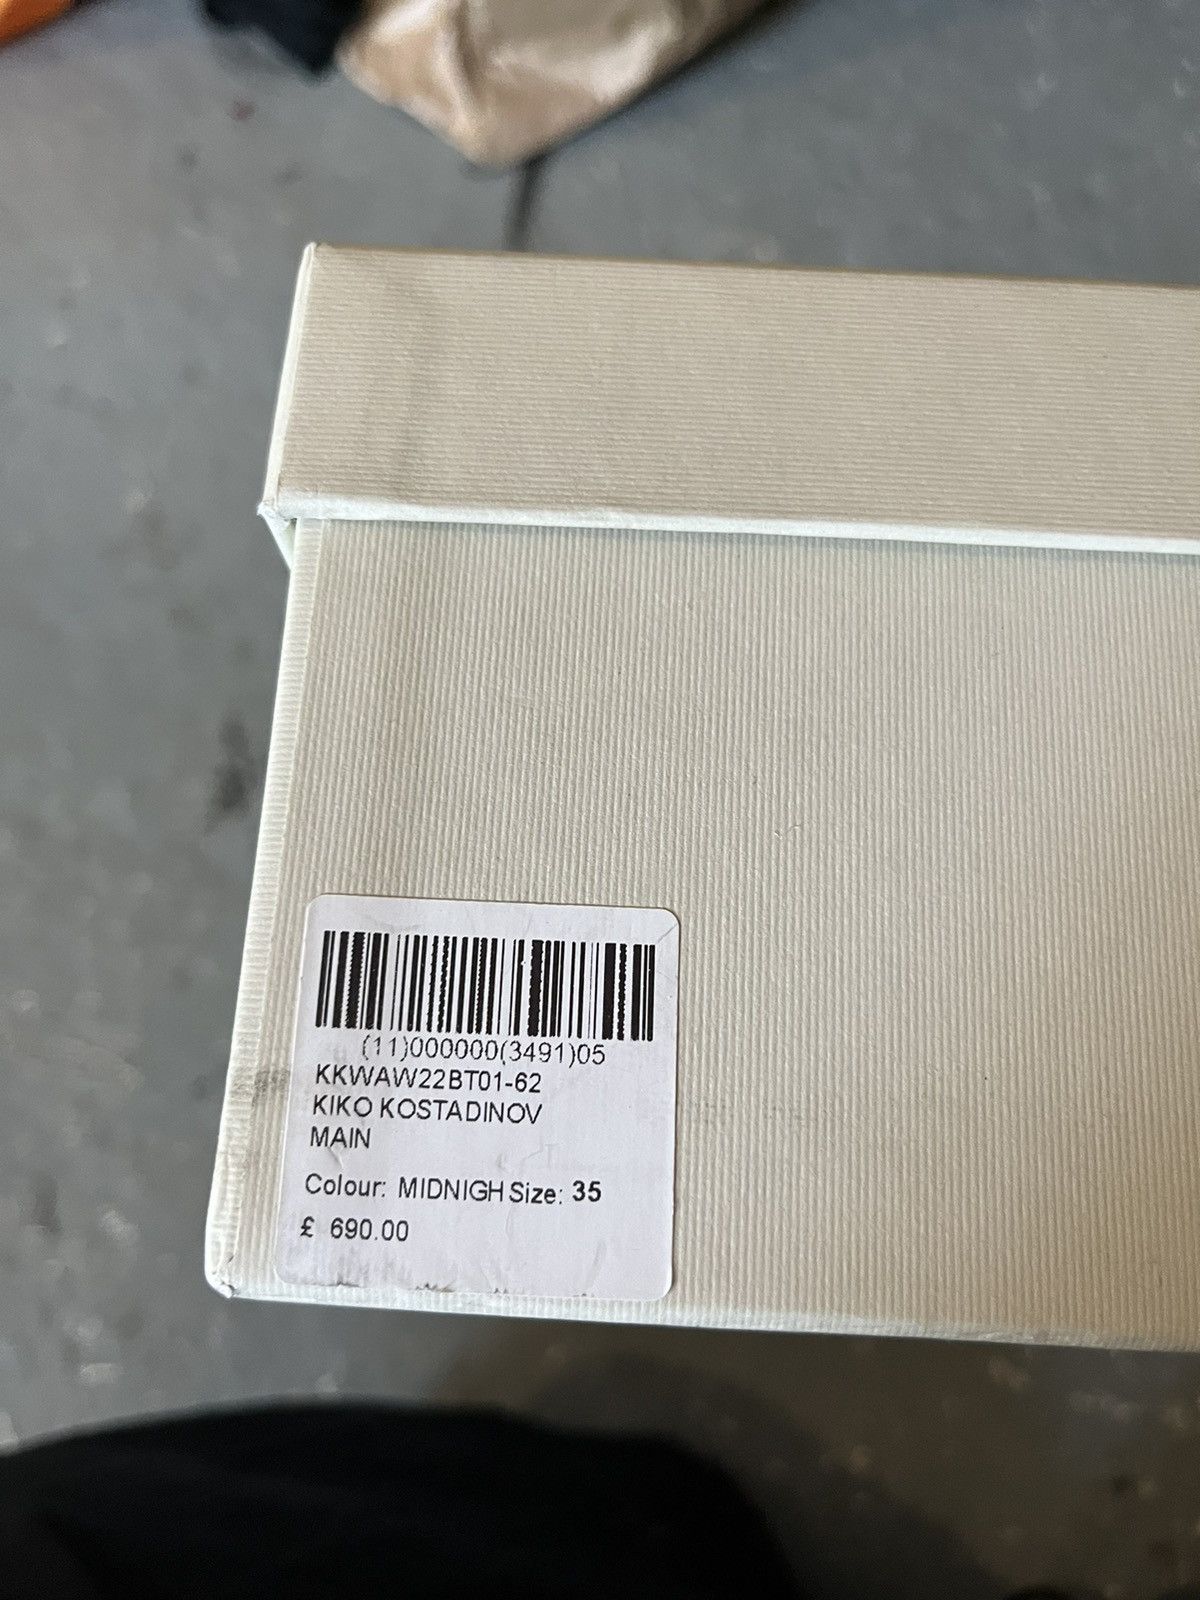 (11)000000(3491)05
KKWAW22BT01-62
KIKO KOSTADINOV
MAIN
Colour: MIDNIGH Size: 35
£ 690.00